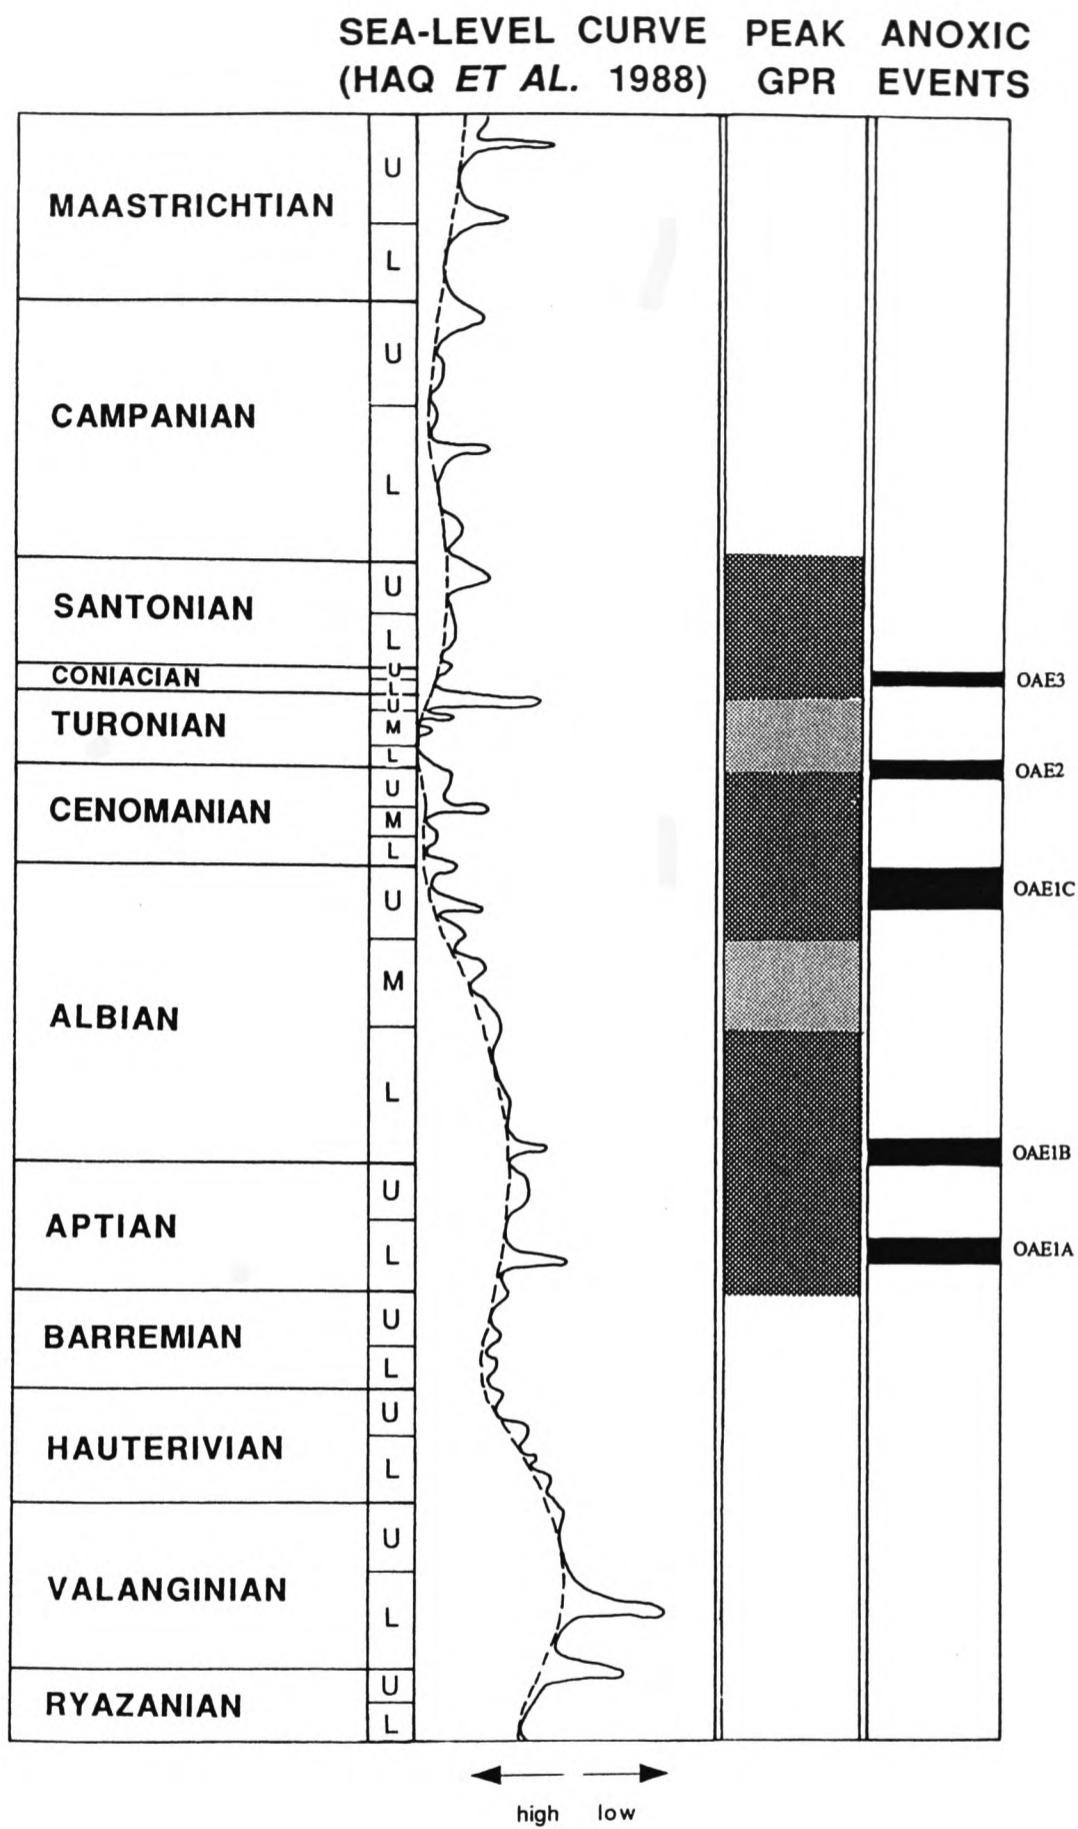 SEA-LEVEL CURVE PEAK ANOXIC
(HAQ ET AL. 1988) GPR EVENTS
MAASTRICHTIAN
U
L
CAMPANIAN
U
L
SANTONIAN
U
L
CONIACIAN
U
L
OAE3
TURONIAN
U
M
L
OAE2
CENOMANIAN
U
M
L
ALBIAN
U
M
L
OAE1C
OAE1B
APTIAN
U
L
OAE1A
BARREMIAN
U
L
HAUTERIVIAN
U
L
VALANGINIAN
U
L
RYAZANIAN
U
L
high low